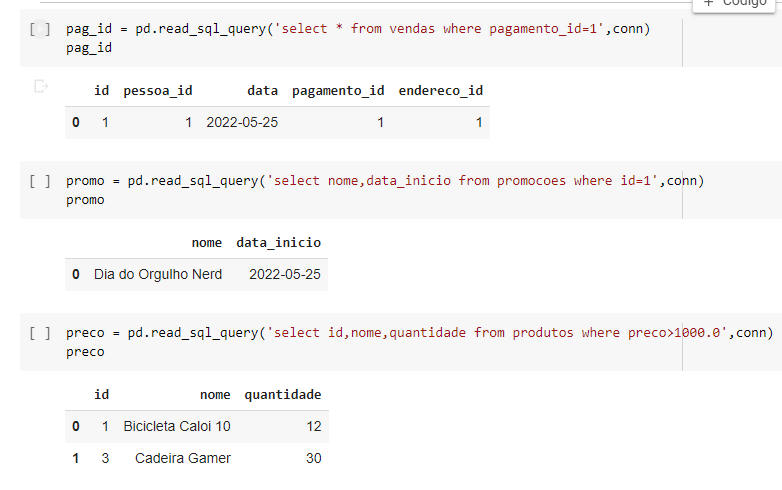 + Código
[ ] pag_id = pd.read_sql_query('select * from vendas where pagamento_id=1',conn)
pag_id
id pessoa_id data pagamento_id endereco_id
0 1 1 2022-05-25 1 1
[ ] promo = pd.read_sql_query('select nome,data_inicio from promocoes where id=1',conn)
promo
nome data_inicio
0 Dia do Orgulho Nerd 2022-05-25
[ ] preco = pd.read_sql_query('select id,nome,quantidade from produtos where preco>1000.0',conn)
preco
id nome quantidade
0 1 Bicicleta Caloi 10 12
1 3 Cadeira Gamer 30